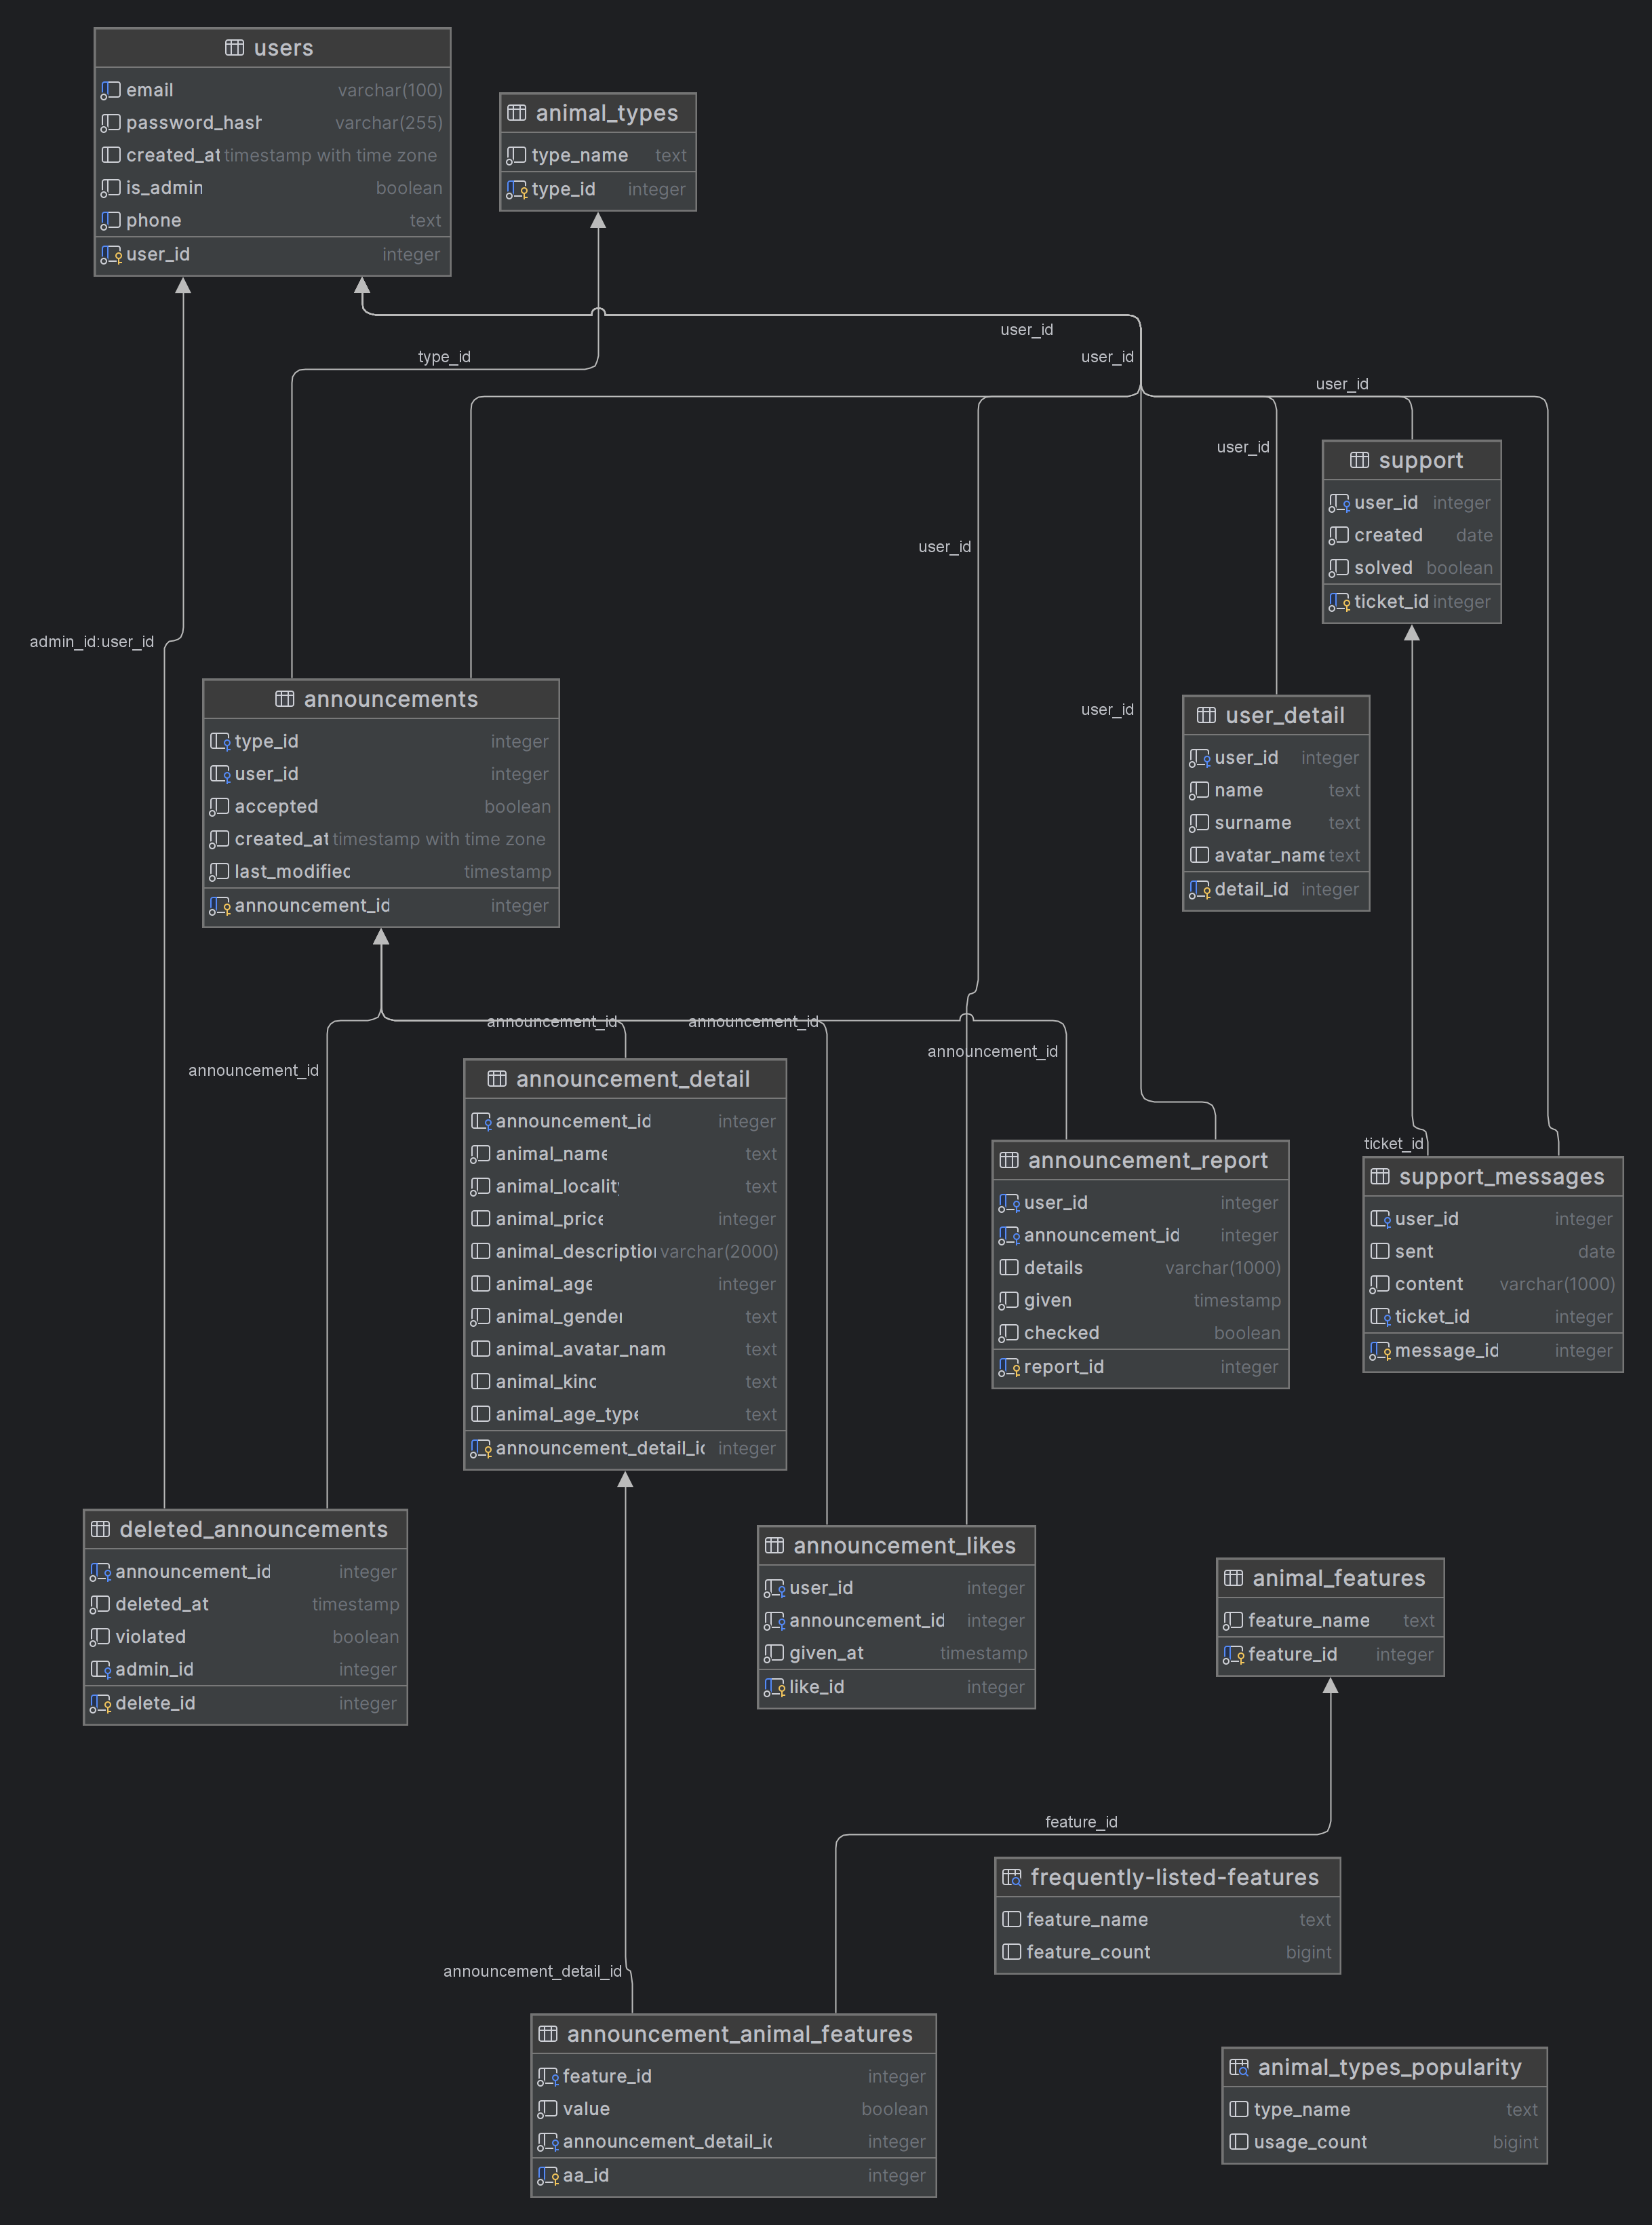 users
email varchar(100)
password_hash varchar(255)
created_at timestamp with time zone
is_admin boolean
phone text
user_id integer
animal_types
type_name text
type_id integer
user_id
type_id
user_id
user_id
support
user_id integer
created date
solved boolean
ticket_id integer
user_id
user_id
admin_id:user_id
announcements
type_id integer
user_id integer
accepted boolean
created_at timestamp with time zone
last_modified timestamp
announcement_id integer
user_id
user_detail
user_id integer
name text
surname text
avatar_name text
detail_id integer
announcement_id
announcement_id
announcement_id
announcement_id
announcement_detail
announcement_id integer
animal_name text
animal_locality text
animal_price integer
animal_description varchar(2000)
animal_age integer
animal_gender text
animal_avatar_nam text
animal_kind text
animal_age_type text
announcement_detail_id integer
announcement_report
user_id integer
announcement_id integer
details varchar(1000)
given timestamp
checked boolean
report_id integer
ticket_id
support_messages
user_id integer
sent date
content varchar(1000)
ticket_id integer
message_id integer
deleted_announcements
announcement_id integer
deleted_at timestamp
violated boolean
admin_id integer
delete_id integer
announcement_likes
user_id integer
announcement_id integer
given_at timestamp
like_id integer
animal_features
feature_name text
feature_id integer
feature_id
frequently-listed-features
feature_name text
feature_count bigint
announcement_detail_id
announcement_animal_features
feature_id integer
value boolean
announcement_detail_id integer
aa_id integer
animal_types_popularity
type_name text
usage_count bigint